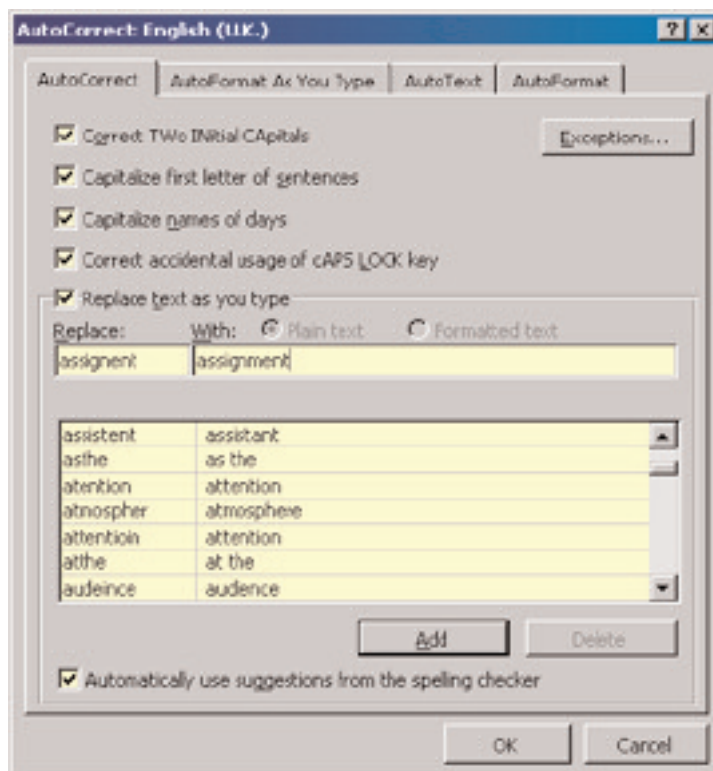 AutoCorrect: English (U.K.)
AutoCorrect AutoFormat As You Type AutoText AutoFormat
Correct TWo INitial CApitals Exceptions...
Capitalize first letter of sentences
Capitalize names of days
Correct accidental usage of cAPS LOCK key
Replace text as you type
Replace: With: Plain text Formatted text
assignent assignment
assistent assistant
asthe as the
atention attention
atmospher atmosphere
attentioin attention
atthe at the
audeince audence
Add Delete
Automatically use suggestions from the speling checker
OK Cancel